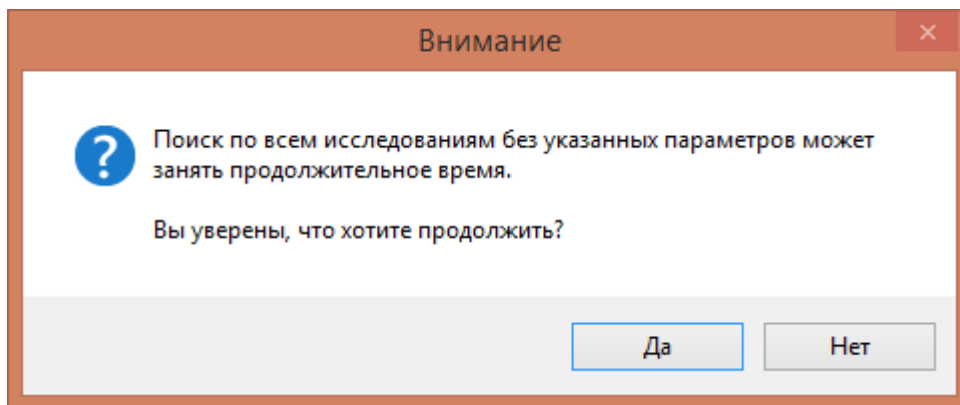 Внимание
Поиск по всем исследованиям без указанных параметров может
занять продолжительное время.
Вы уверены, что хотите продолжить?
Да Нет